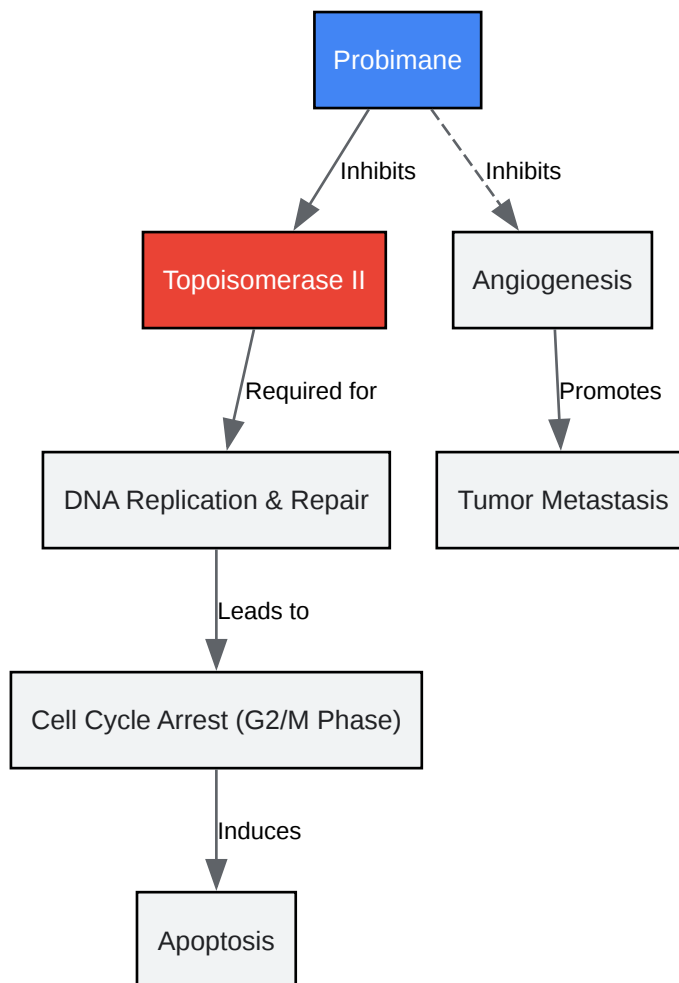 Probimane
Inhibits
Inhibits
Topoisomerase II
Angiogenesis
Required for
Promotes
DNA Replication & Repair
Tumor Metastasis
Leads to
Cell Cycle Arrest (G2/M Phase)
Induces
Apoptosis